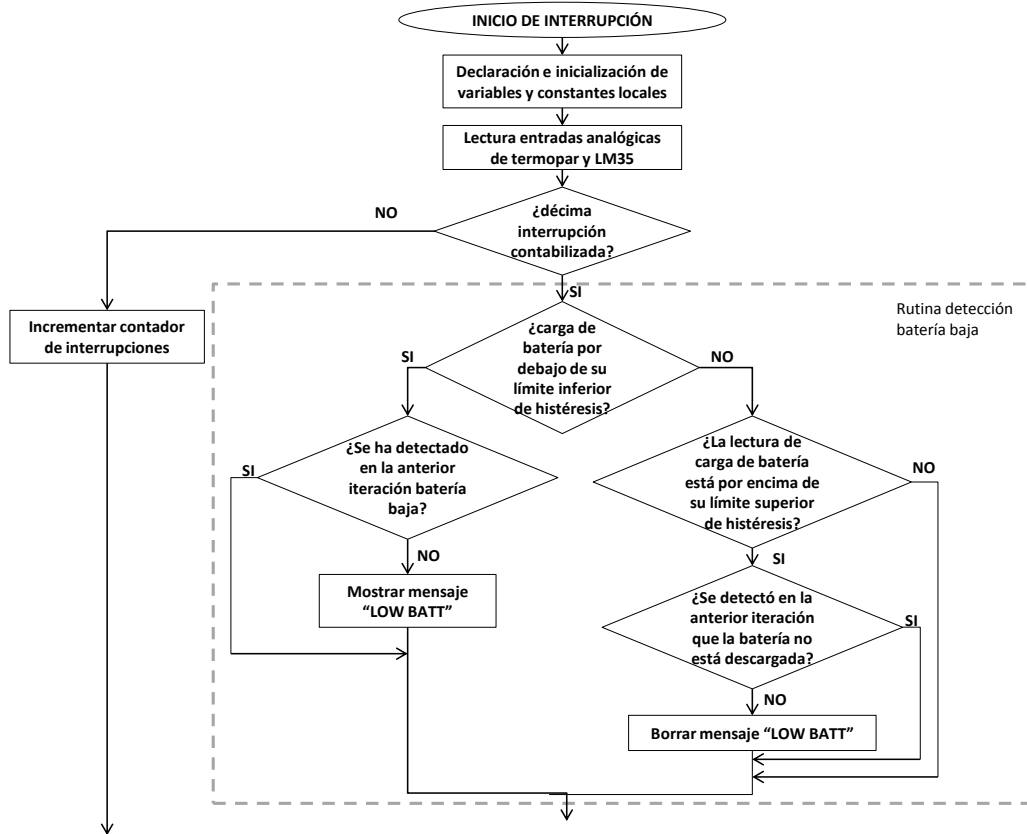 INICIO DE INTERRUPCIÓN
Declaración e inicialización de
variables y constantes locales
Lectura entradas analógicas
de termopar y LM35
NO
¿décima
interrupción
contabilizada?
SI
Rutina detección
batería baja
Incrementar contador
de interrupciones
SI
¿carga de
batería por
debajo de su
límite inferior
de histéresis?
NO
SI
¿Se ha detectado
en la anterior
iteración batería
baja?
¿La lectura de
carga de batería
está por encima de
su límite superior
de histéresis?
NO
NO
SI
Mostrar mensaje
“LOW BATT”
¿Se detectó en la
anterior iteración
que la batería no
está descargada?
SI
NO
Borrar mensaje “LOW BATT”